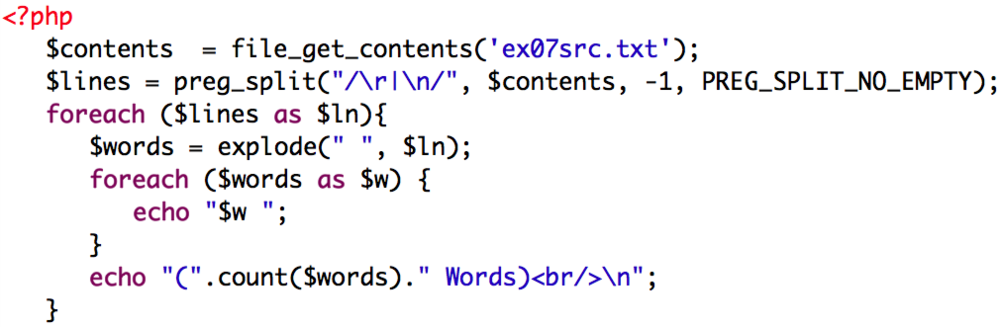 <?php
$contents  = file_get_contents('ex07src.txt');
$lines = preg_split("/\r|\n/", $contents, -1, PREG_SPLIT_NO_EMPTY);
foreach ($lines as $ln){
$words = explode(" ", $ln);
foreach ($words as $w) {
echo "$w ";
}
echo "(".count($words)." Words)<br/>\n";
}